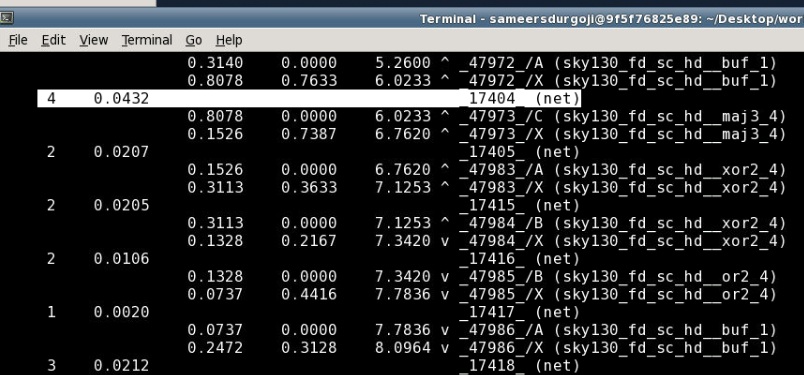 Terminal - sameersdurgoji@9f5f76825e89: ~/Desktop/wor
File Edit View Terminal Go Help
0.3140 0.0000 5.2600 ^ _47972_/A (sky130_fd_sc_hd__buf_1)
0.8078 0.7633 6.0233 ^ _47972_/X (sky130_fd_sc_hd__buf_1)
4 0.0432 _17404_ (net)
0.8078 0.0000 6.0233 ^ _47973_/C (sky130_fd_sc_hd__maj3_4)
0.1526 0.7387 6.7620 ^ _47973_/X (sky130_fd_sc_hd__maj3_4)
2 0.0207 _17405_ (net)
0.1526 0.0000 6.7620 ^ _47983_/A (sky130_fd_sc_hd__xor2_4)
0.3113 0.3633 7.1253 ^ _47983_/X (sky130_fd_sc_hd__xor2_4)
2 0.0205 _17415_ (net)
0.3113 0.0000 7.1253 ^ _47984_/B (sky130_fd_sc_hd__xor2_4)
0.1328 0.2167 7.3420 v _47984_/X (sky130_fd_sc_hd__xor2_4)
2 0.0106 _17416_ (net)
0.1328 0.0000 7.3420 v _47985_/B (sky130_fd_sc_hd__or2_4)
0.0737 0.4416 7.7836 v _47985_/X (sky130_fd_sc_hd__or2_4)
1 0.0020 _17417_ (net)
0.0737 0.0000 7.7836 v _47986_/A (sky130_fd_sc_hd__buf_1)
0.2472 0.3128 8.0964 v _47986_/X (sky130_fd_sc_hd__buf_1)
3 0.0212 _17418_ (net)